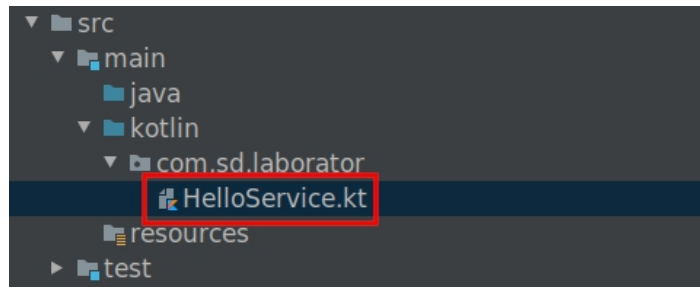 src
main
java
kotlin
com.sd.laborator
HelloService.kt
resources
test